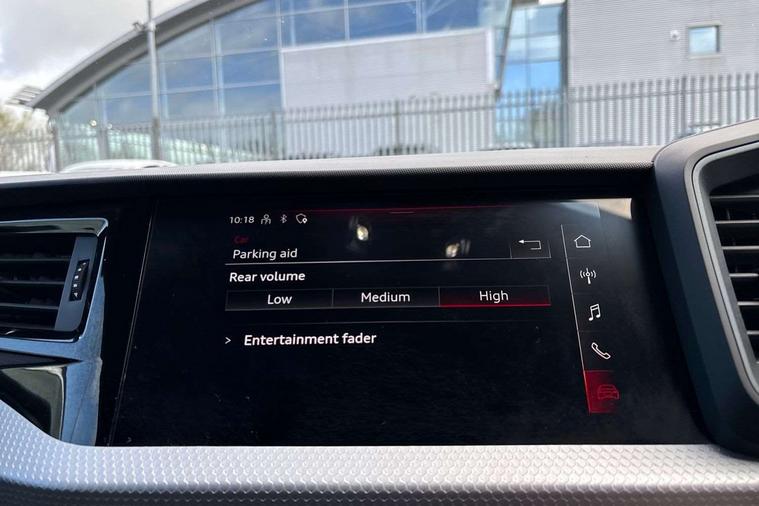 10:18
Car
Parking aid
Rear volume
Low Medium High
> Entertainment fader